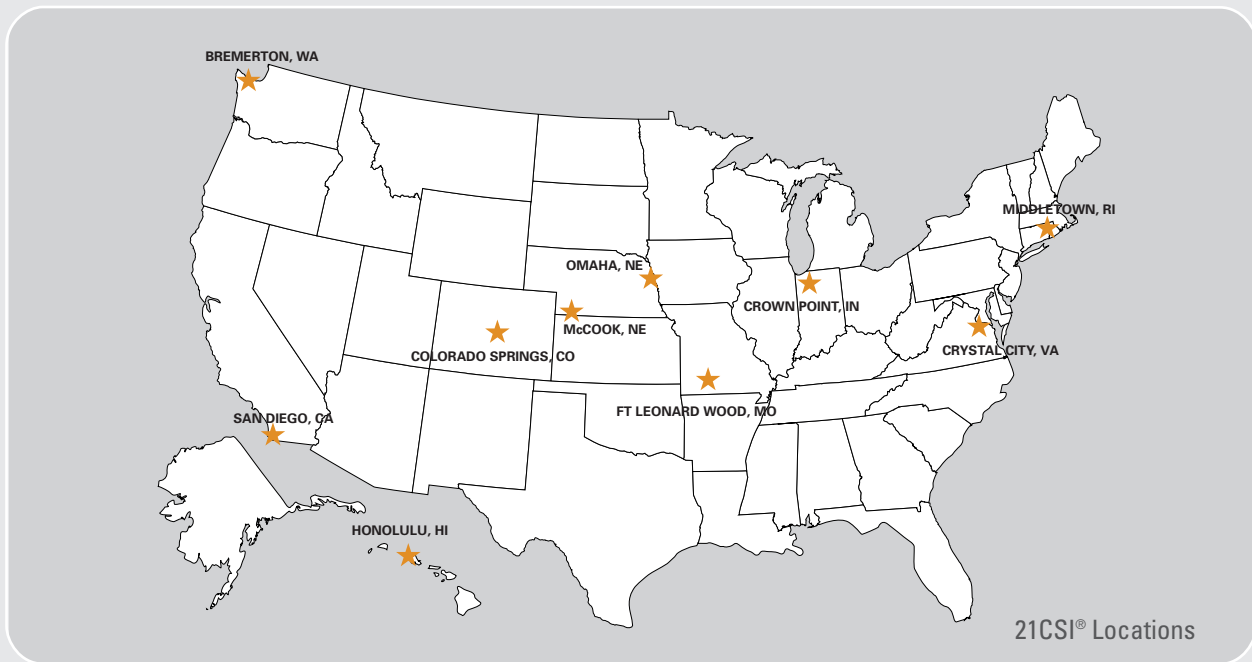 BREMERTON, WA
MIDDLETOWN, RI
OMAHA, NE
CROWN POINT, IN
McCOOK, NE
CRYSTAL CITY, VA
COLORADO SPRINGS, CO
FT LEONARD WOOD, MO
SAN DIEGO, CA
HONOLULU, HI
21CSI® Locations